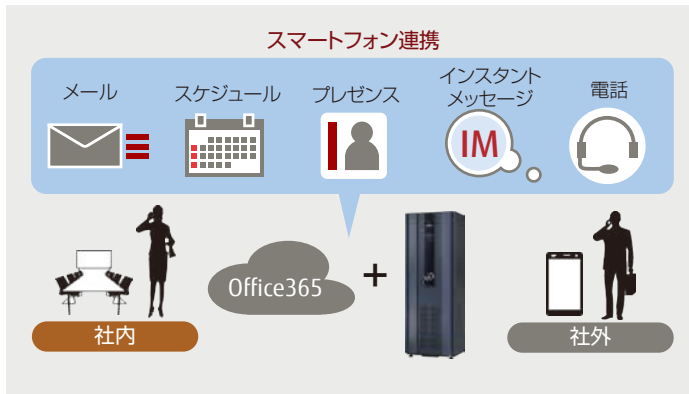 スマートフォン連携
メール
スケジュール
プレゼンス
インスタント
メッセージ
電話
IM
Office365
+
社内
社外